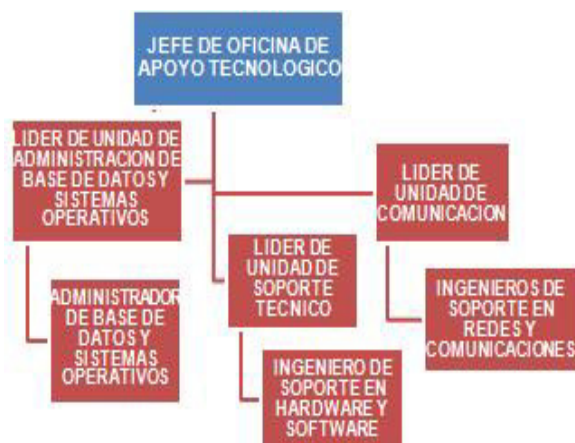 JEFE DE OFICINA DE
APOYO TECNOLOGICO
LIDER DE UNIDAD DE
ADMINISTRACION DE
BASE DE DATOS Y
SISTEMAS
OPERATIVOS
LIDER DE
UNIDAD DE
COMUNICACION
LIDER DE
UNIDAD DE
SOPORTE
TECNICO
ADMINISTRADOR
DE BASE DE
DATOS Y
SISTEMAS
OPERATIVOS
INGENIEROS DE
SOPORTE EN
REDES Y
COMUNICACIONES
INGENIERO DE
SOPORTE EN
HARDWARE Y
SOFTWARE